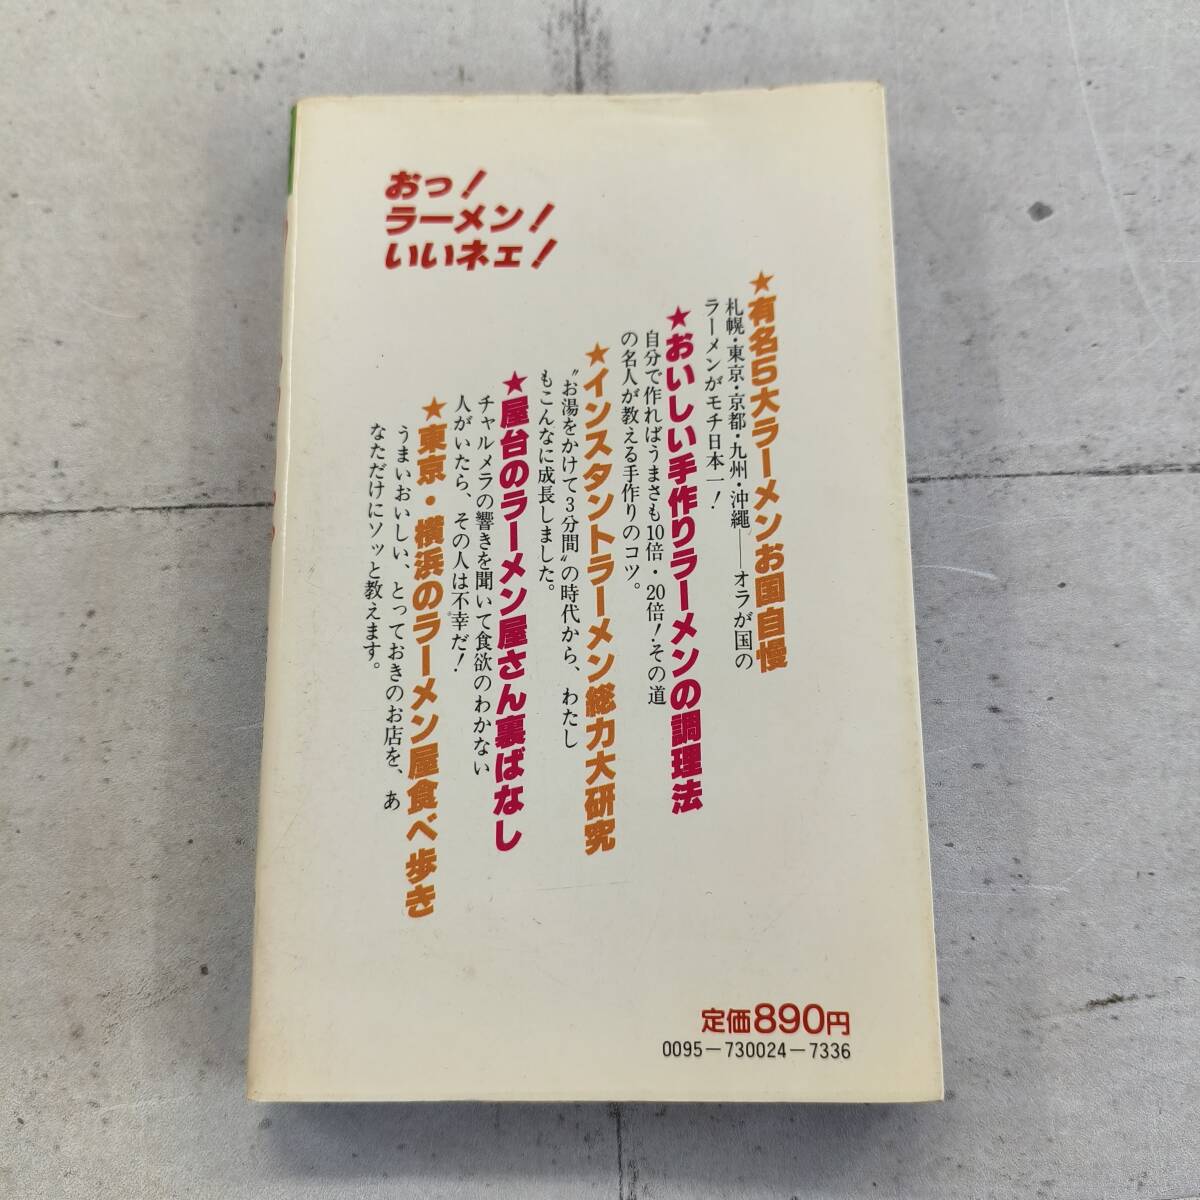 おっ!
ラーメン!
いいネェ!
★有名5大ラーメンお国自慢
札幌・東京・京都・九州・沖縄——オラが国の
ラーメンがモチ日本一!
★おいしい手作りラーメンの調理法
自分で作ればうまさも10倍・20倍!その道
の名人が教える手作りのコツ。
★インスタントラーメン総力大研究
〝お湯をかけて3分間〟の時代から、わたし
もこんなに成長しました。
★屋台のラーメン屋さん裏ばなし
チャルメラの響きを聞いて食欲のわかない
人がいたら、その人は不幸だ!
★東京・横浜のラーメン屋食べ歩き
うまいおいしい、とっておきのお店を、あ
なただけにソッと教えます。
定価890円
0095-730024-7336